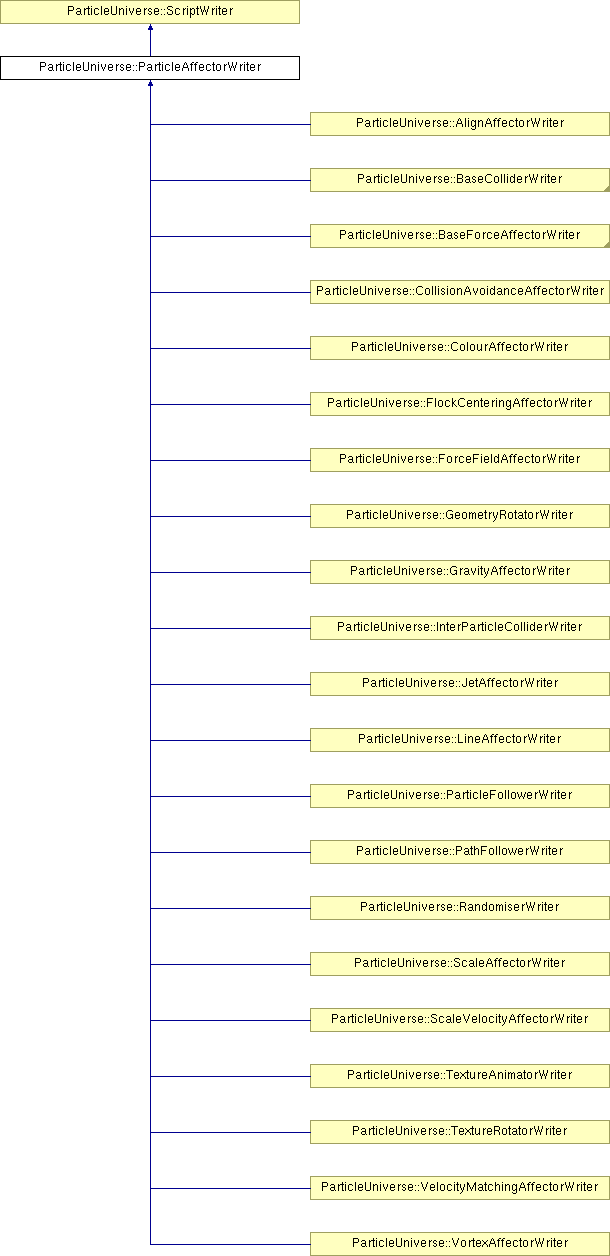 ParticleUniverse::ScriptWriter
ParticleUniverse::ParticleAffectorWriter
ParticleUniverse::AlignAffectorWriter
ParticleUniverse::BaseColliderWriter
ParticleUniverse::BaseForceAffectorWriter
ParticleUniverse::CollisionAvoidanceAffectorWriter
ParticleUniverse::ColourAffectorWriter
ParticleUniverse::FlockCenteringAffectorWriter
ParticleUniverse::ForceFieldAffectorWriter
ParticleUniverse::GeometryRotatorWriter
ParticleUniverse::GravityAffectorWriter
ParticleUniverse::InterParticleColliderWriter
ParticleUniverse::JetAffectorWriter
ParticleUniverse::LineAffectorWriter
ParticleUniverse::ParticleFollowerWriter
ParticleUniverse::PathFollowerWriter
ParticleUniverse::RandomiserWriter
ParticleUniverse::ScaleAffectorWriter
ParticleUniverse::ScaleVelocityAffectorWriter
ParticleUniverse::TextureAnimatorWriter
ParticleUniverse::TextureRotatorWriter
ParticleUniverse::VelocityMatchingAffectorWriter
ParticleUniverse::VortexAffectorWriter